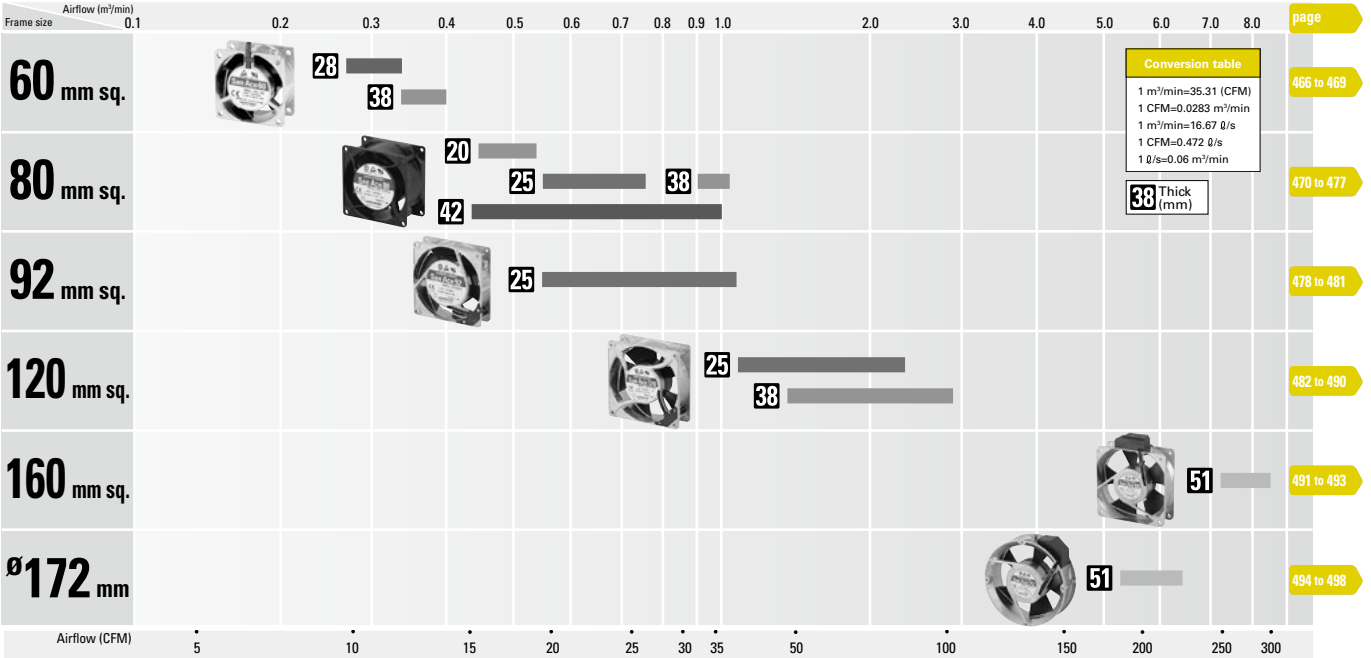 Airflow (m³/min)
Frame size
0.1 0.2 0.3 0.4 0.5 0.6 0.7 0.8 0.9 1.0 2.0 3.0 4.0 5.0 6.0 7.0 8.0
page
60 mm sq.
28
38
466 to 469
Conversion table
1 m³/min=35.31 (CFM)
1 CFM=0.0283 m³/min
1 m³/min=16.67 ℓ/s
1 CFM=0.472 ℓ/s
1 ℓ/s=0.06 m³/min
38 Thick
(mm)
80 mm sq.
20
25
38
42
470 to 477
92 mm sq.
25
478 to 481
120 mm sq.
25
38
482 to 490
160 mm sq.
51
491 to 493
ø172 mm
51
494 to 498
Airflow (CFM)
5 10 15 20 25 30 35 50 100 150 200 250 300